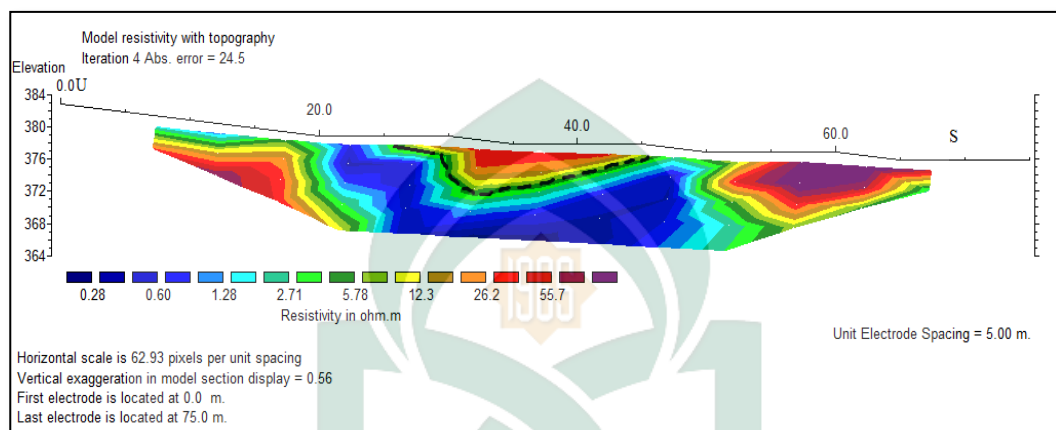 Model resistivity with topography
Iteration 4 Abs. error = 24.5
Elevation
0.0U
384
20.0
380
40.0
60.0
S
376
372
368
364
0.28 0.60 1.28 2.71 5.78 12.3 26.2 55.7
Resistivity in ohm.m
1900
Unit Electrode Spacing = 5.00 m.
Horizontal scale is 62.93 pixels per unit spacing
Vertical exaggeration in model section display = 0.56
First electrode is located at 0.0 m.
Last electrode is located at 75.0 m.